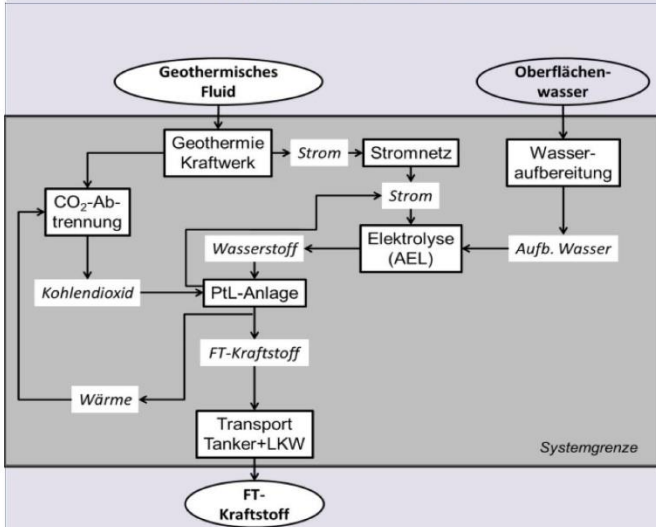 Geothermisches
Fluid
Oberflächen-
wasser
Geothermie
Kraftwerk
Strom
Stromnetz
Wasser-
aufbereitung
CO₂-Ab-
trennung
Strom
Wasserstoff
Elektrolyse
(AEL)
Aufb. Wasser
Kohlendioxid
PtL-Anlage
FT-Kraftstoff
Wärme
Transport
Tanker+LKW
Systemgrenze
FT-
Kraftstoff